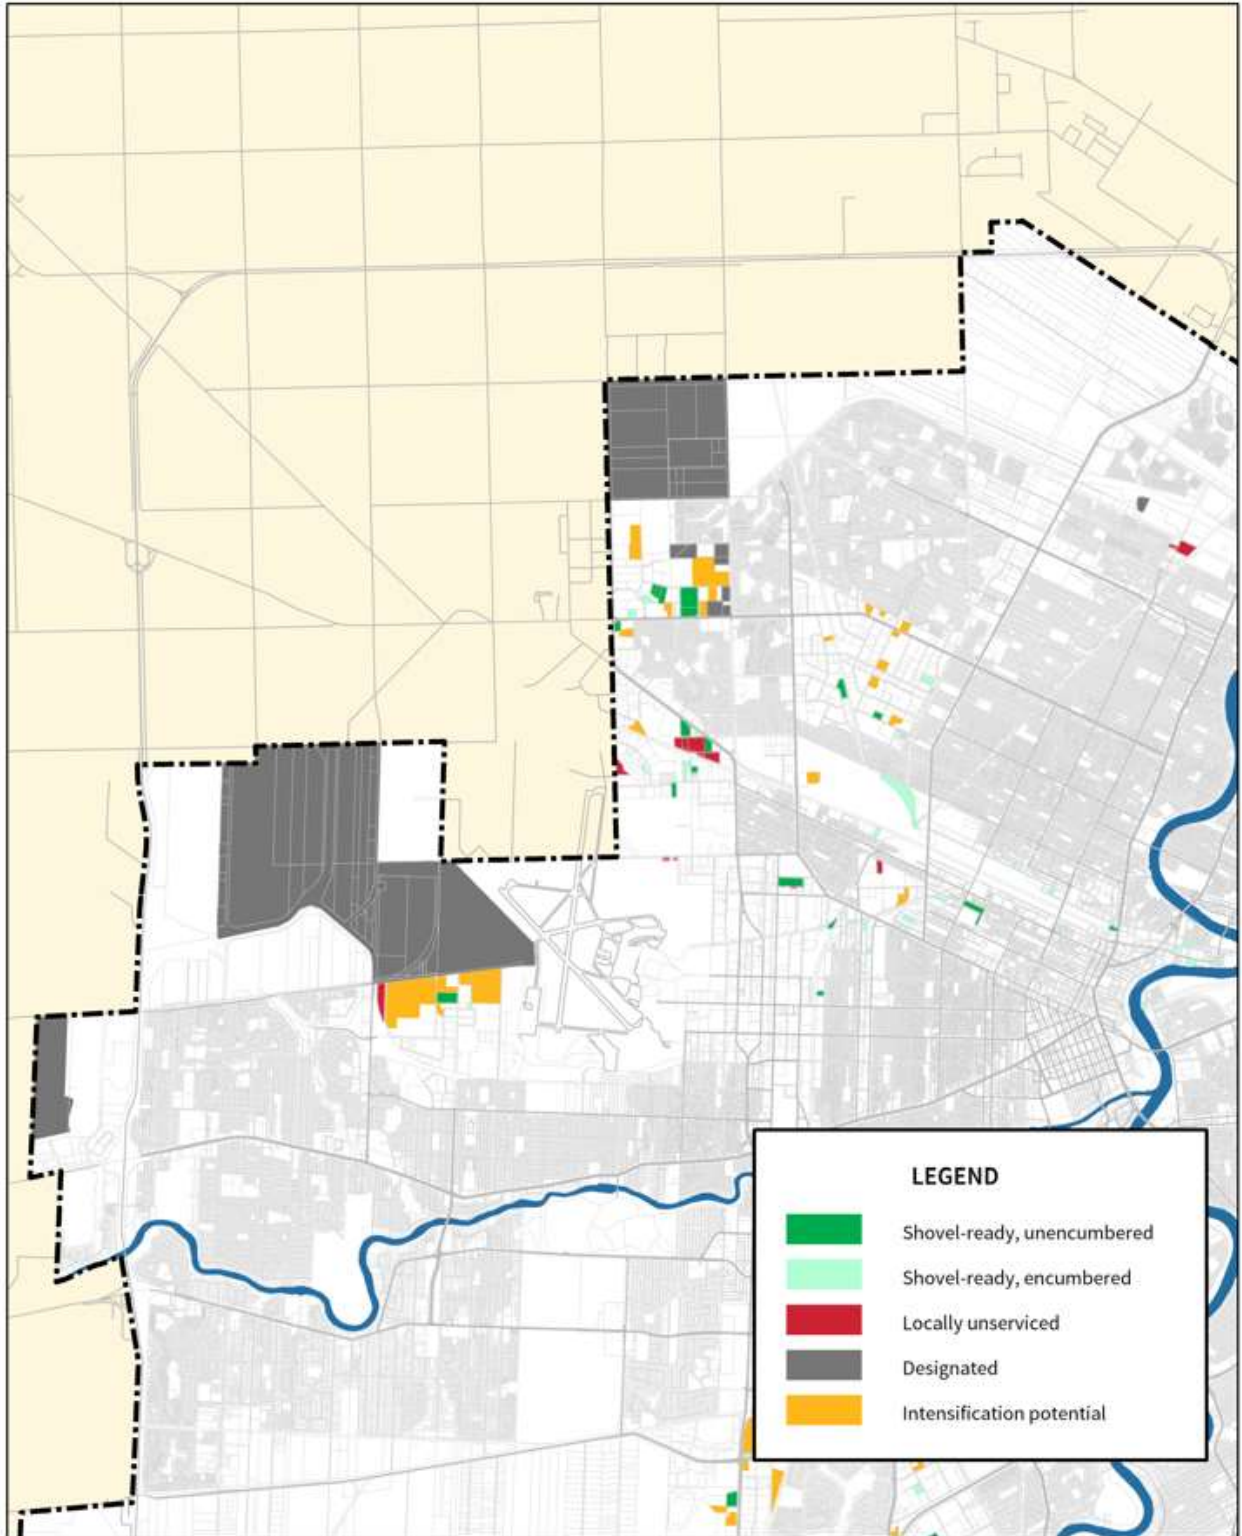 LEGEND
Shovel-ready, unencumbered
Shovel-ready, encumbered
Locally unserviced
Designated
Intensification potential